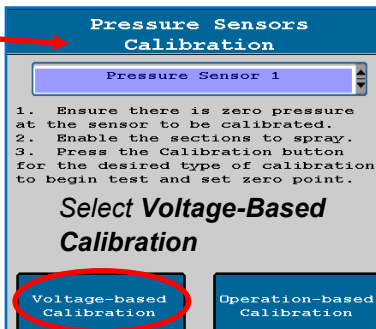 Pressure Sensors
Calibration
Pressure Sensor 1
1. Ensure there is zero pressure
at the sensor to be calibrated.
2. Enable the sections to spray.
3. Press the Calibration button
for the desired type of calibration
to begin test and set zero point.
Select Voltage-Based
Calibration
Voltage-based
Calibration
Operation-based
Calibration